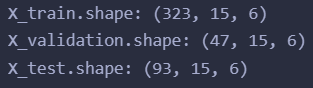 X_train.shape: (323, 15, 6)
X_validation.shape: (47, 15, 6)
X_test.shape: (93, 15, 6)